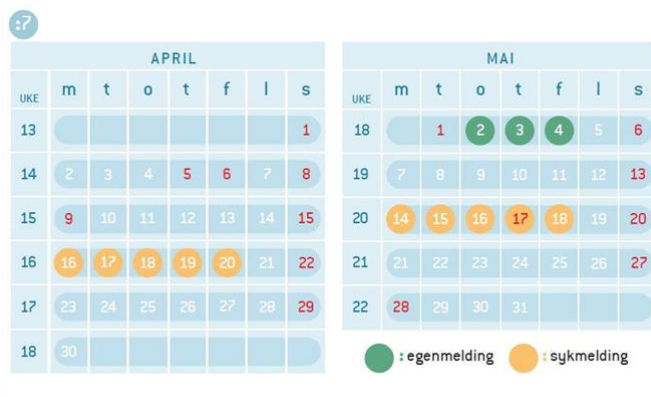 :7
APRIL
UKE m t o t f l s
13 1
14 2 3 4 5 6 7 8
15 9 10 11 12 13 14 15
16 16 17 18 19 20 21 22
17 23 24 25 26 27 28 29
18 30
MAI
UKE m t o t f l s
18 1 2 3 4 5 6
19 7 8 9 10 11 12 13
20 14 15 16 17 18 19 20
21 21 22 23 24 25 26 27
22 28 29 30 31
: egenmelding : sykmelding